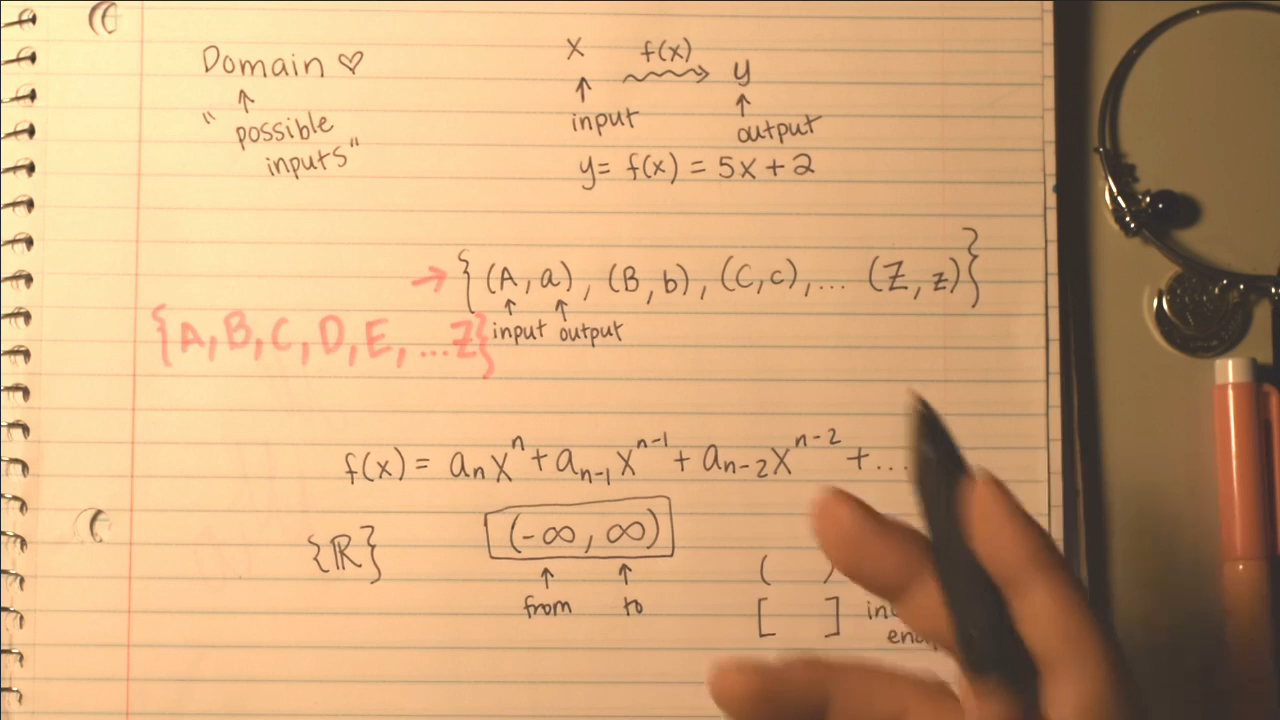 Domain ♡
"possible
inputs"
x f(x) y
input
output
y= f(x) = 5x+2
{(A,a), (B,b), (C,c),... (Z,z)}
input output
{A,B,C,D,E,...Z}
f(x) = aₙxⁿ + aₙ₋₁xⁿ⁻¹ + aₙ₋₂xⁿ⁻² + ...
{ℝ}
(-∞, ∞)
from to
( )
[ ]